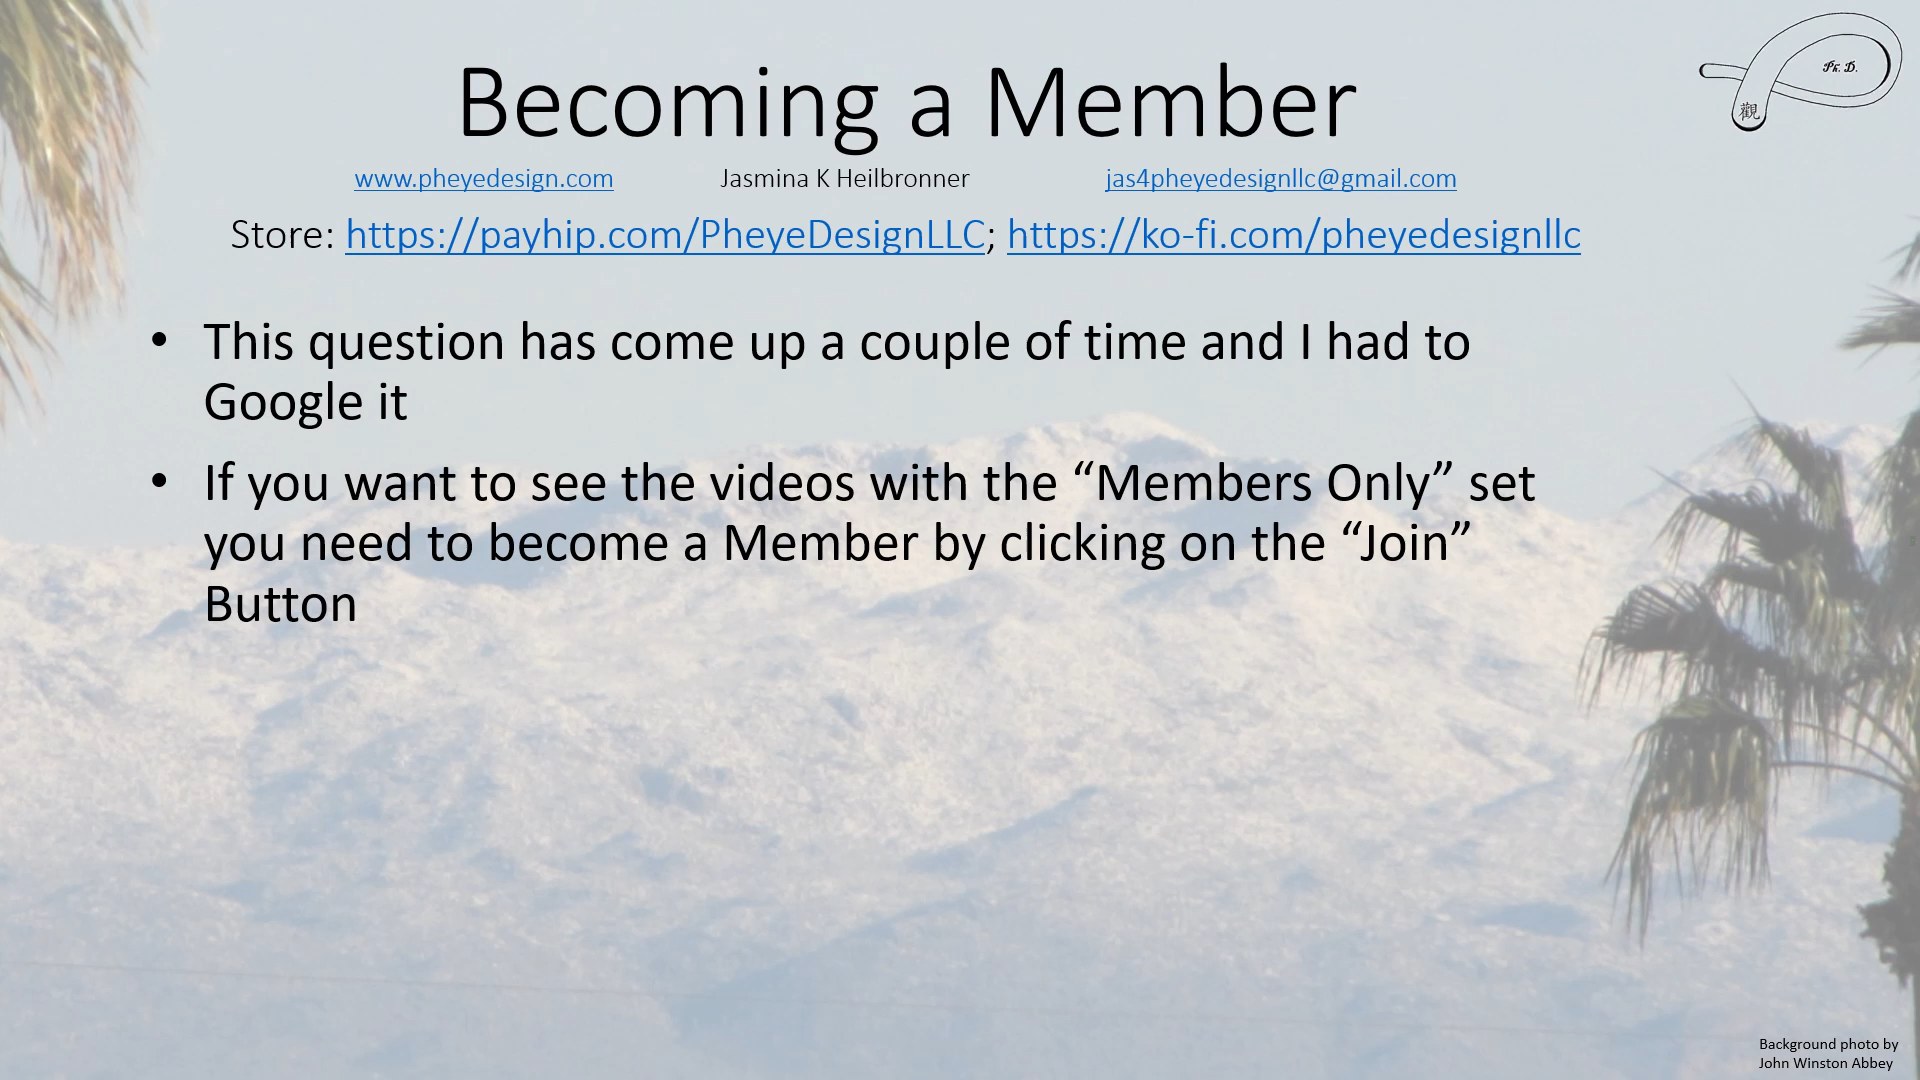 Becoming a Member
Ph. D.
觀
www.pheyedesign.com Jasmina K Heilbronner jas4pheyedesignllc@gmail.com
Store: https://payhip.com/PheyeDesignLLC; https://ko-fi.com/pheyedesignllc
• This question has come up a couple of time and I had to
Google it
• If you want to see the videos with the “Members Only” set
you need to become a Member by clicking on the “Join”
Button
Background photo by
John Winston Abbey